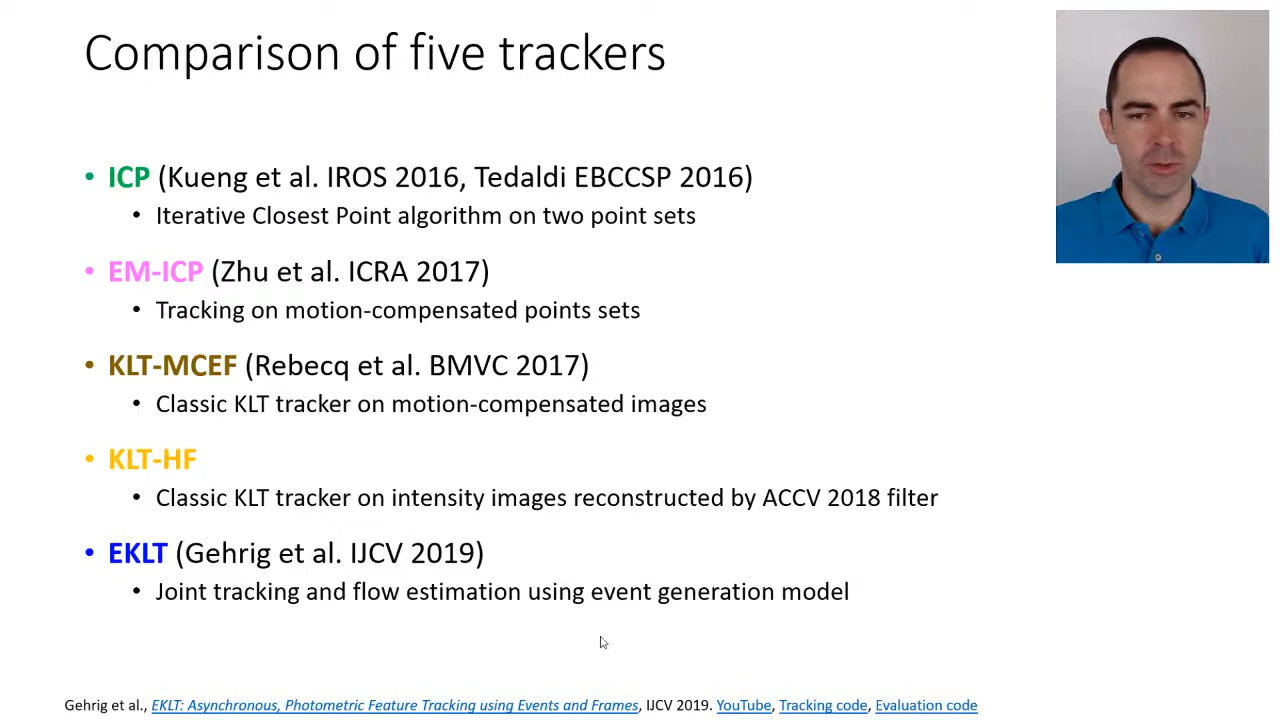 Comparison of five trackers
• ICP (Kueng et al. IROS 2016, Tedaldi EBCCSP 2016)
• Iterative Closest Point algorithm on two point sets
• EM-ICP (Zhu et al. ICRA 2017)
• Tracking on motion-compensated points sets
• KLT-MCEF (Rebecq et al. BMVC 2017)
• Classic KLT tracker on motion-compensated images
• KLT-HF
• Classic KLT tracker on intensity images reconstructed by ACCV 2018 filter
• EKLT (Gehrig et al. IJCV 2019)
• Joint tracking and flow estimation using event generation model
Gehrig et al., EKLT: Asynchronous, Photometric Feature Tracking using Events and Frames, IJCV 2019. YouTube, Tracking code, Evaluation code